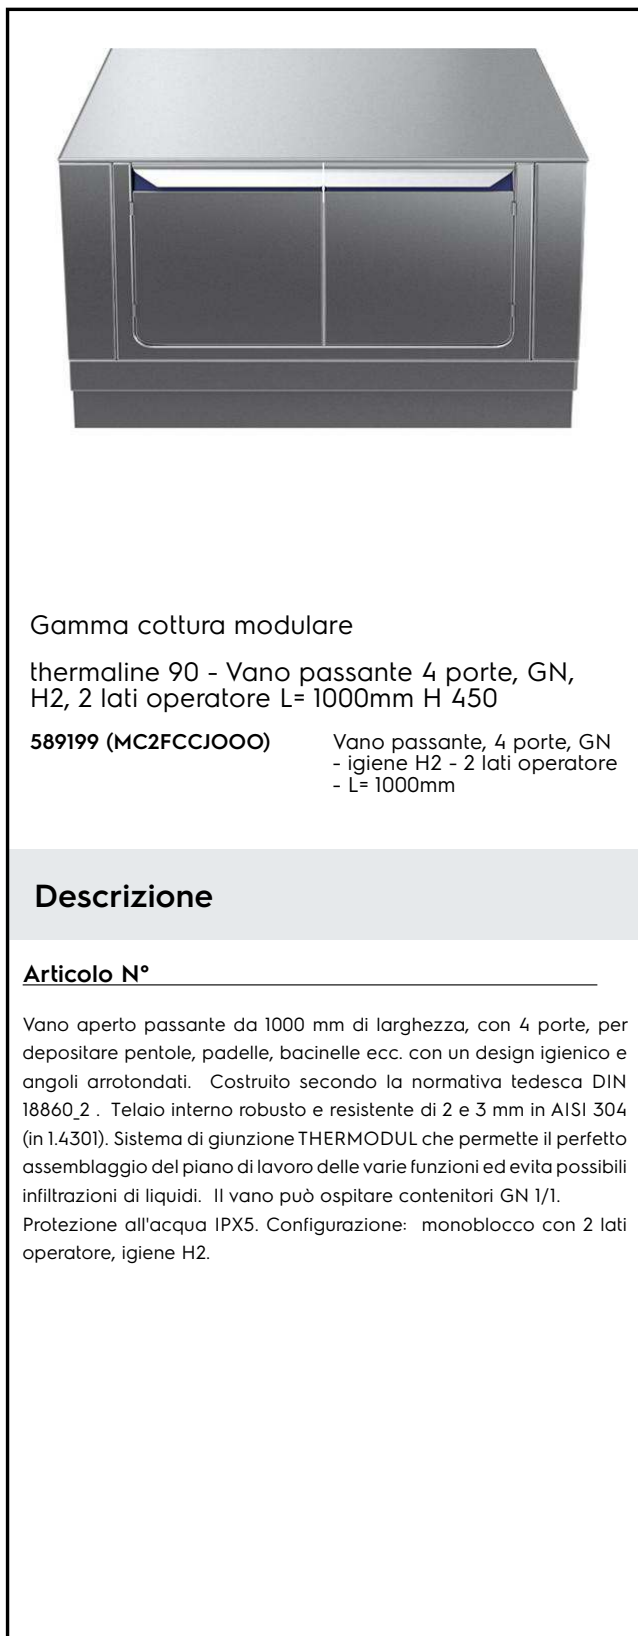 Gamma cottura modulare
thermaline 90 - Vano passante 4 porte, GN,
H2, 2 lati operatore L= 1000mm H 450
589199 (MC2FCCJOOO)
Vano passante, 4 porte, GN
- igiene H2 - 2 lati operatore
- L= 1000mm
Descrizione
Articolo N°
Vano aperto passante da 1000 mm di larghezza, con 4 porte, per
depositare pentole, padelle, bacinelle ecc. con un design igienico e
angoli arrotondati. Costruito secondo la normativa tedesca DIN
18860_2 . Telaio interno robusto e resistente di 2 e 3 mm in AISI 304
(in 1.4301). Sistema di giunzione THERMODUL che permette il perfetto
assemblaggio del piano di lavoro delle varie funzioni ed evita possibili
infiltrazioni di liquidi. Il vano può ospitare contenitori GN 1/1.
Protezione all'acqua IPX5. Configurazione: monoblocco con 2 lati
operatore, igiene H2.